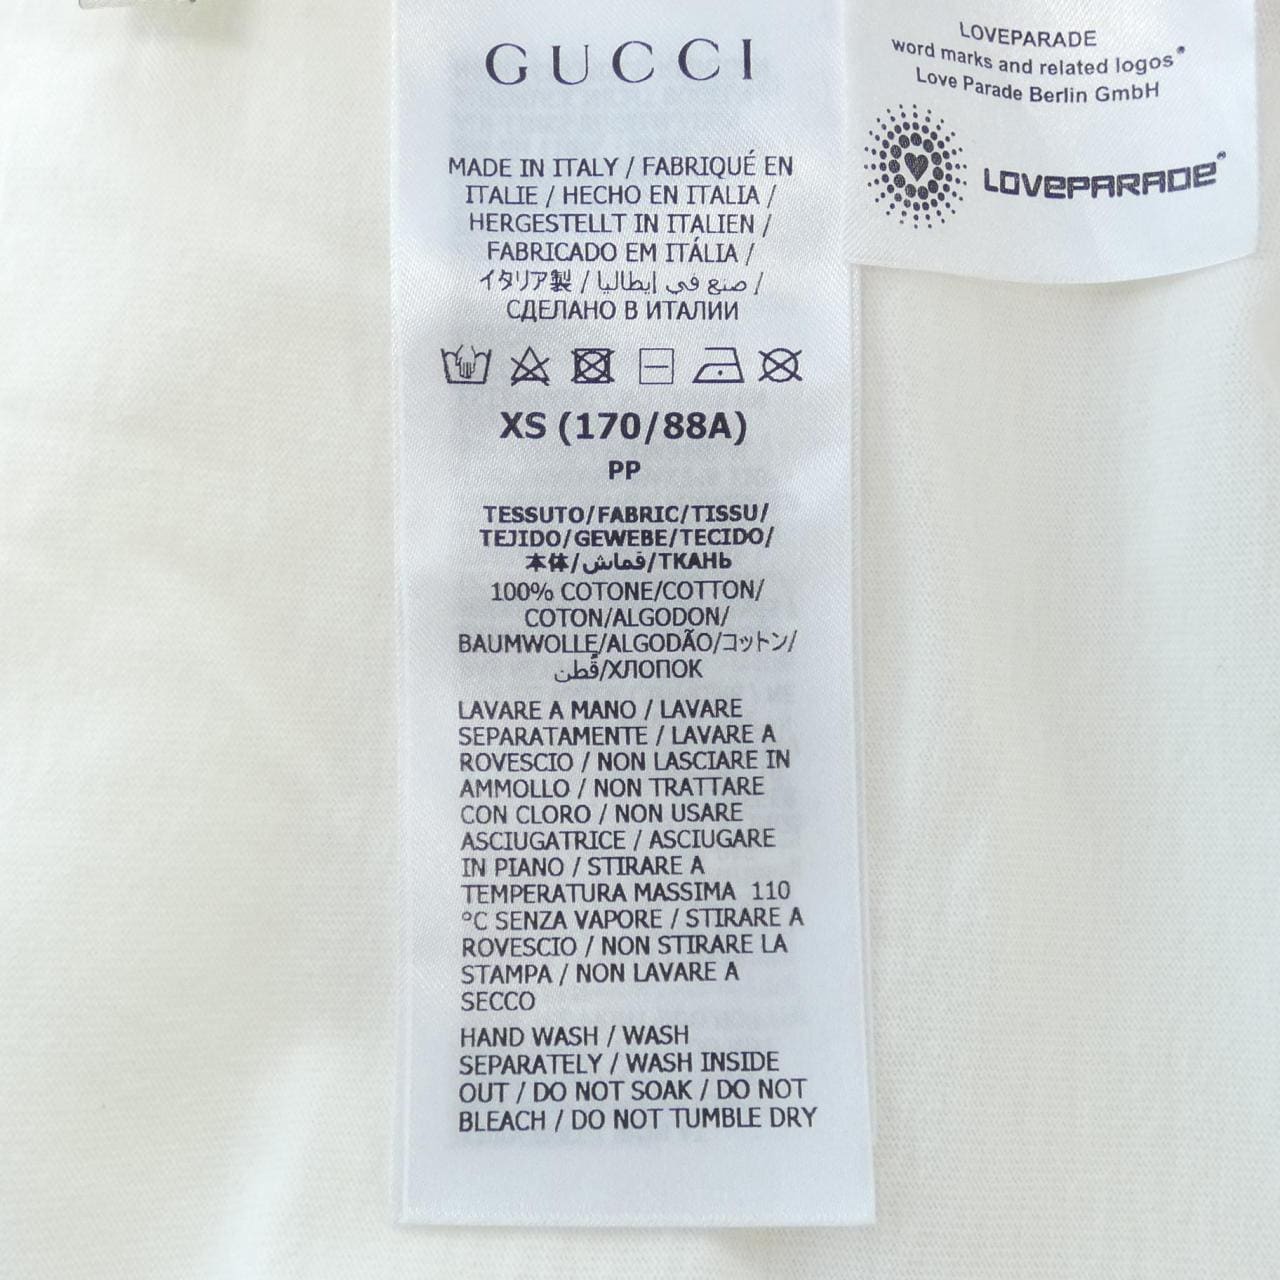 GUCCI
MADE IN ITALY / FABRIQUÉ EN
ITALIE / HECHO EN ITALIA /
HERGESTELLT IN ITALIEN /
FABRICADO EM ITÁLIA /
イタリア製 / صنع في إيطاليا /
СДЕЛАНО В ИТАЛИИ
XS (170/88A)
PP
TESSUTO/FABRIC/TISSU/
TEJIDO/GEWEBE/TECIDO/
本体/قماش/ТКАНЬ
100% COTONE/COTTON/
COTON/ALGODON/
BAUMWOLLE/ALGODÃO/コットン/
قُطن/ХЛОПОК
LAVARE A MANO / LAVARE
SEPARATAMENTE / LAVARE A
ROVESCIO / NON LASCIARE IN
AMMOLLO / NON TRATTARE
CON CLORO / NON USARE
ASCIUGATRICE / ASCIUGARE
IN PIANO / STIRARE A
TEMPERATURA MASSIMA 110
°C SENZA VAPORE / STIRARE A
ROVESCIO / NON STIRARE LA
STAMPA / NON LAVARE A
SECCO
HAND WASH / WASH
SEPARATELY / WASH INSIDE
OUT / DO NOT SOAK / DO NOT
BLEACH / DO NOT TUMBLE DRY
LOVEPARADE
word marks and related logos®
Love Parade Berlin GmbH
LOVEPARADE®